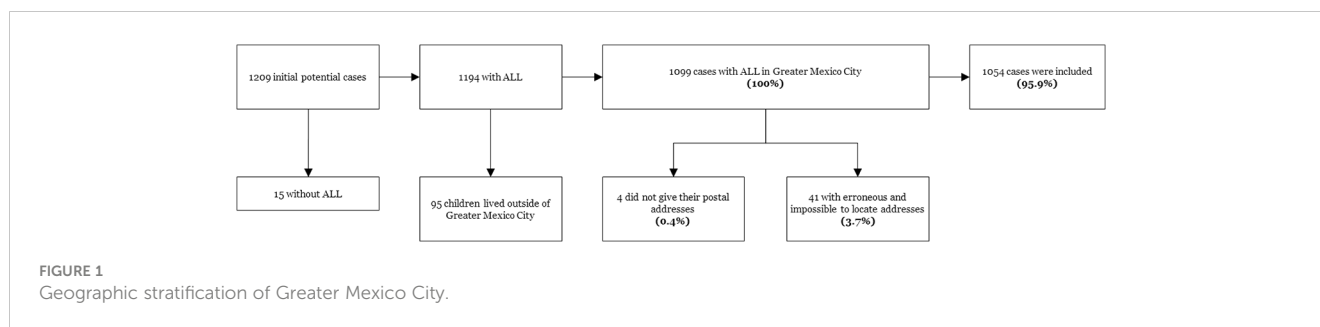 1209 initial potential cases
1194 with ALL
1099 cases with ALL in Greater Mexico City
(100%)
1054 cases were included
(95.9%)
15 without ALL
95 children lived outside of
Greater Mexico City
4 did not give their postal
addresses
(0.4%)
41 with erroneous and
impossible to locate addresses
(3.7%)
FIGURE 1
Geographic stratification of Greater Mexico City.